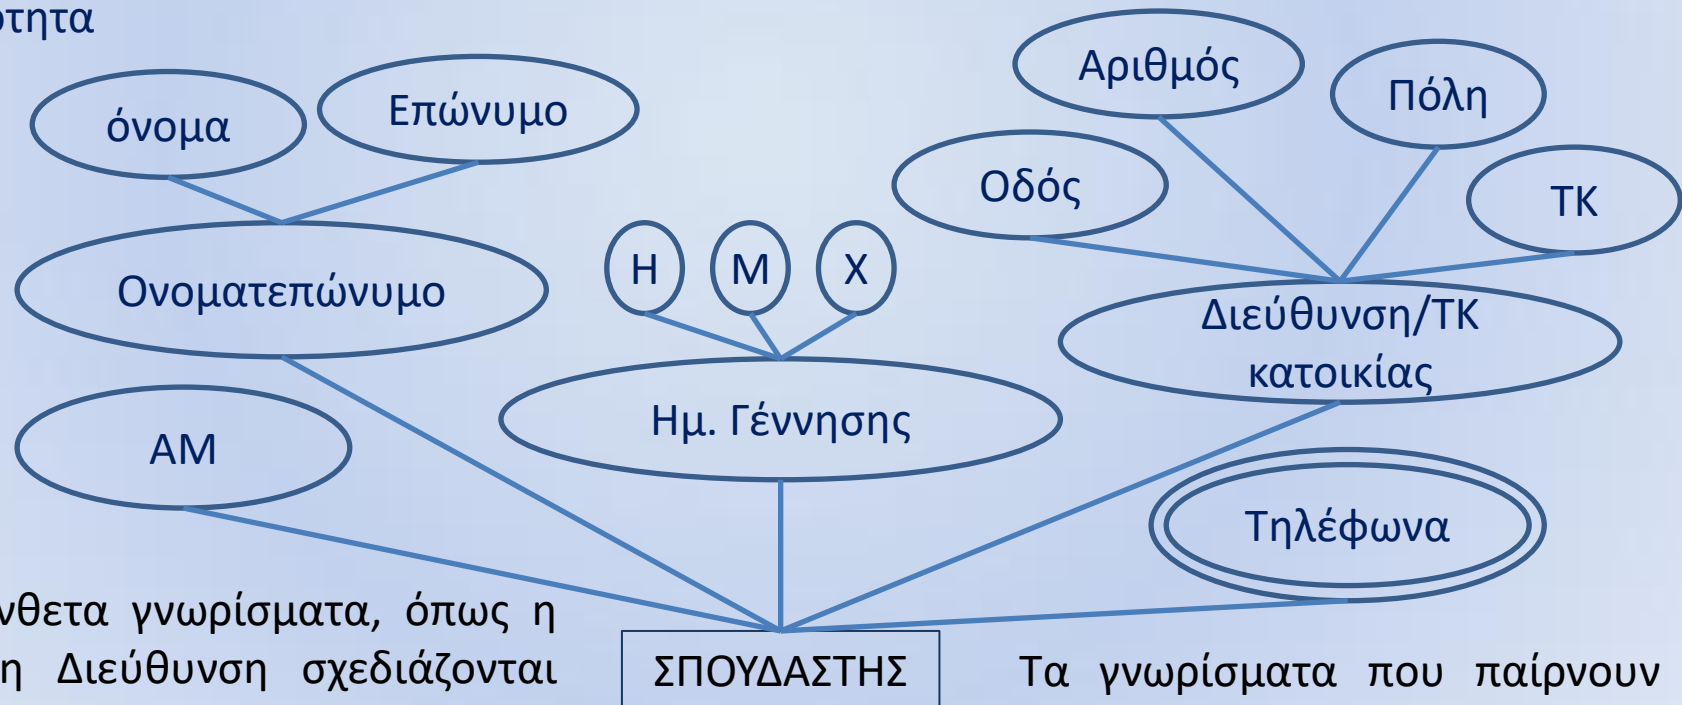 ότητα
όνομα
Επώνυμο
Αριθμός
Πόλη
Οδός
ΤΚ
Ονοματεπώνυμο
Η
Μ
Χ
Διεύθυνση/ΤΚ
κατοικίας
ΑΜ
Ημ. Γέννησης
Τηλέφωνα
νθετα γνωρίσματα, όπως η
η Διεύθυνση σχεδιάζονται
ΣΠΟΥΔΑΣΤΗΣ
Τα γνωρίσματα που παίρνουν